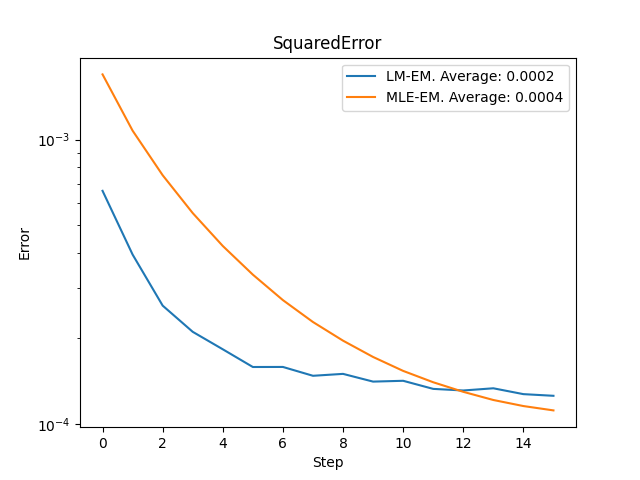 SquaredError
LM-EM. Average: 0.0002
MLE-EM. Average: 0.0004
Error
10⁻³
10⁻⁴
0 2 4 6 8 10 12 14
Step